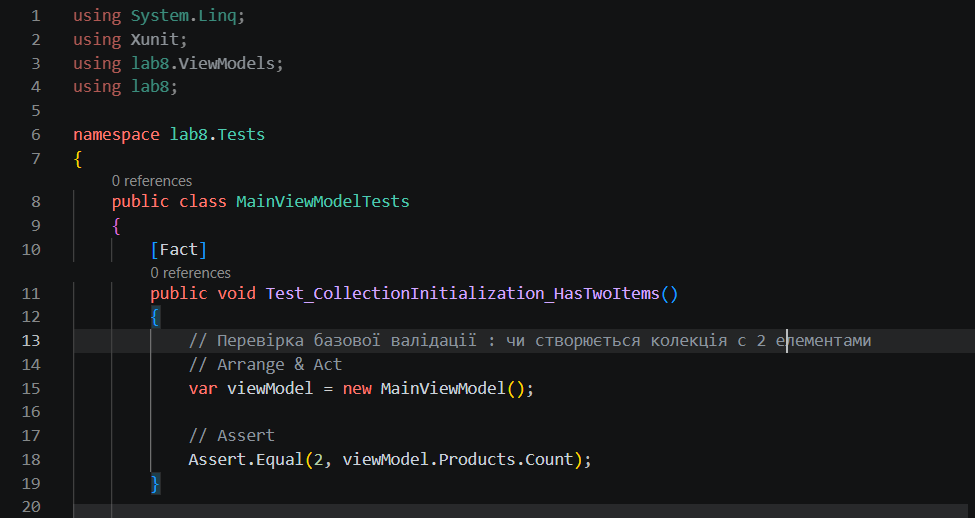 1 using System.Linq;
2 using Xunit;
3 using lab8.ViewModels;
4 using lab8;
5
6 namespace lab8.Tests
7 {
0 references
8 public class MainViewModelTests
9 {
10 [Fact]
0 references
11 public void Test_CollectionInitialization_HasTwoItems()
12 {
13 // Перевірка базової валідації : чи створюється колекція с 2 елементами
14 // Arrange & Act
15 var viewModel = new MainViewModel();
16
17 // Assert
18 Assert.Equal(2, viewModel.Products.Count);
19 }
20